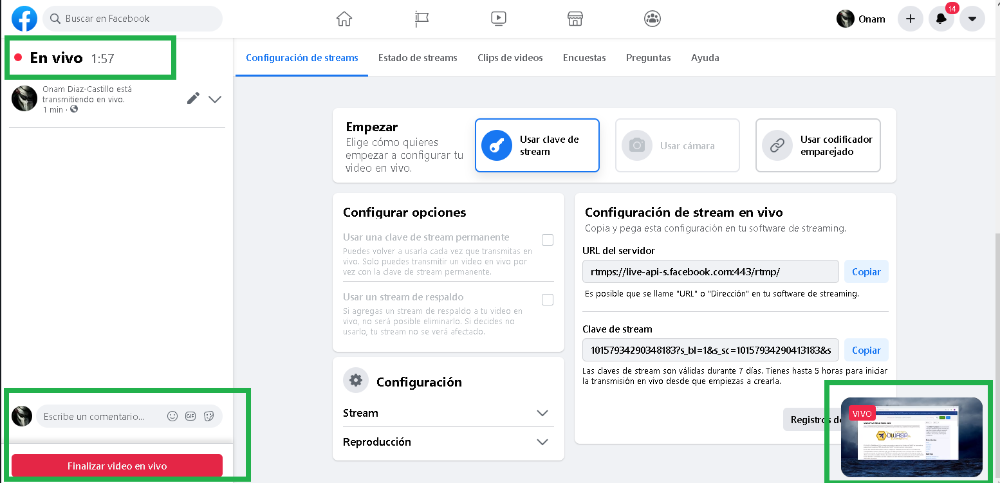 Buscar en Facebook
Onam
14
En vivo 1:57
Onam Diaz-Castillo está
transmitiendo en vivo.
1 min ·
Configuración de streams
Estado de streams
Clips de videos
Encuestas
Preguntas
Ayuda
Empezar
Elige cómo quieres
empezar a configurar tu
video en vivo.
Usar clave de
stream
Usar cámara
Usar codificador
emparejado
Configurar opciones
Usar una clave de stream permanente
Puedes volver a usarla cada vez que transmitas en
vivo. Solo puedes transmitir un video en vivo por
vez con la clave de stream permanente.
Usar un stream de respaldo
Si agregas un stream de respaldo a tu video en
vivo, no será posible eliminarlo. Si decides no
usarlo, tu stream no se verá afectado.
Configuración
Stream
Reproducción
Configuración de stream en vivo
Copia y pega esta configuración en tu software de streaming.
URL del servidor
rtmps://live-api-s.facebook.com:443/rtmp/
Copiar
Es posible que se llame "URL" o "Dirección" en tu software de streaming.
Clave de stream
10157934290348183?s_bl=1&s_sc=10157934290413183&s
Copiar
Las claves de stream son válidas durante 7 días. Tienes hasta 5 horas para iniciar
la transmisión en vivo desde que empiezas a crearla.
Registros de
VIVO
OWASP
Escribe un comentario...
GIF
Finalizar video en vivo